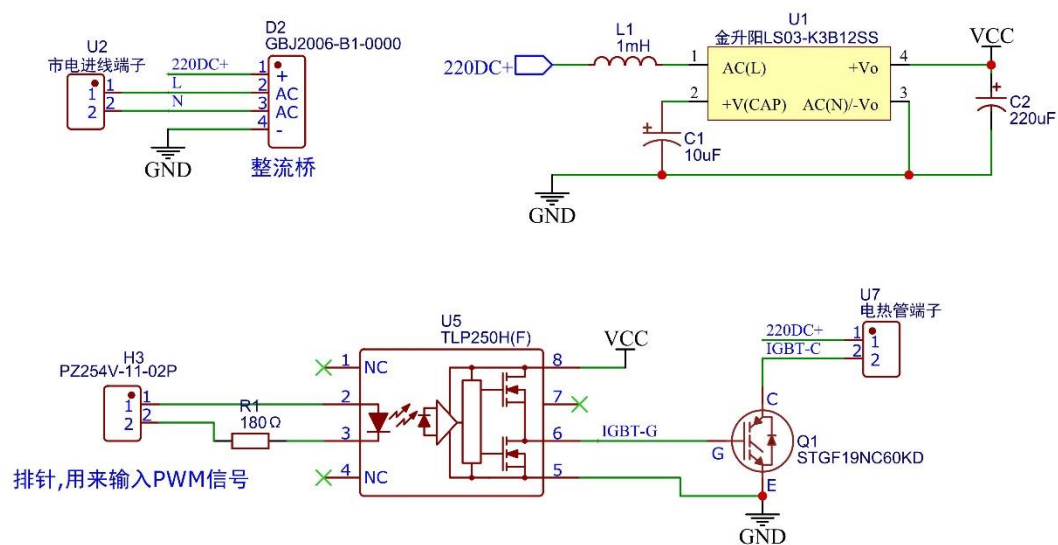 U2
市电进线端子
1
2
1
2
220DC+
L
N
D2
GBJ2006-B1-0000
1
2
3
4
+
AC
AC
-
GND
整流桥
220DC+
L1
1mH
U1
金升阳LS03-K3B12SS
1
AC(L)
+Vo
4
2
+V(CAP)
AC(N)/-Vo
3
VCC
+
C1
10uF
+
C2
220uF
GND
H3
PZ254V-11-02P
1
2
1
2
R1
180Ω
排针,用来输入PWM信号
U5
TLP250H(F)
1
NC
2
3
4
NC
8
7
6
5
VCC
IGBT-G
U7
电热管端子
220DC+
IGBT-C
1
2
1
2
C
G
E
Q1
STGF19NC60KD
GND